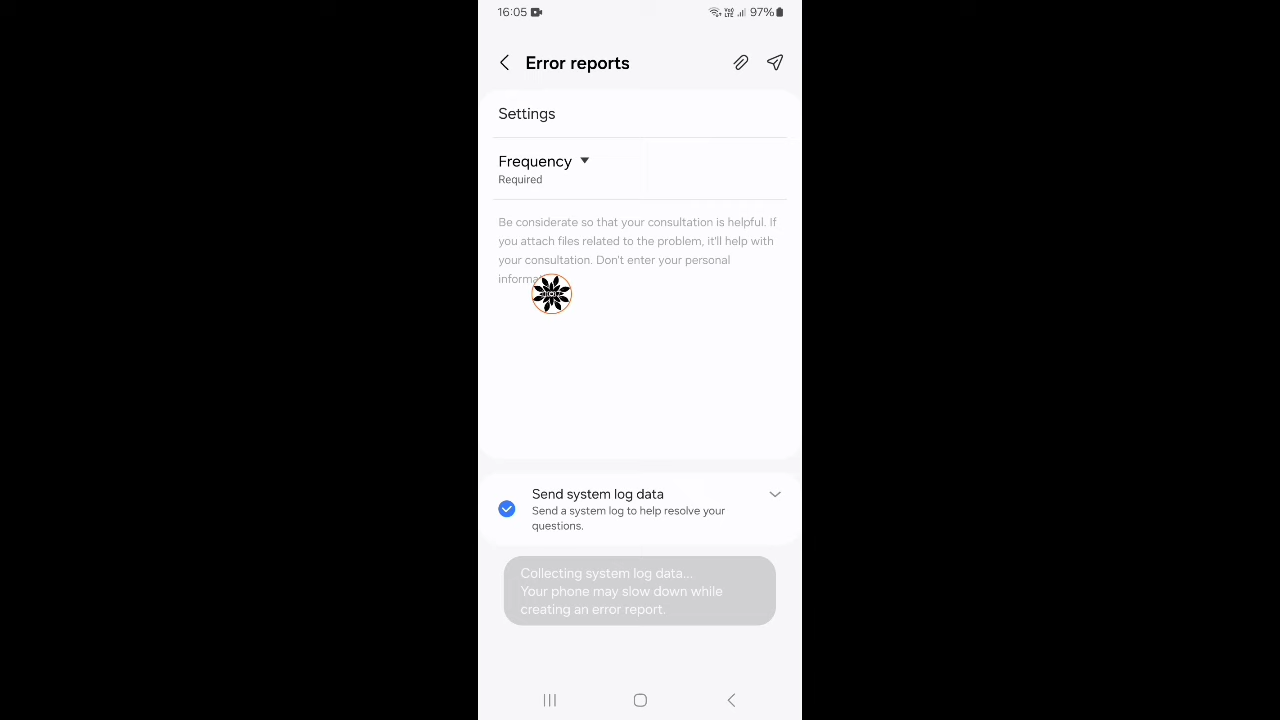 16:05
Vo) LTE 97%
Error reports
Settings
Frequency
Required
Be considerate so that your consultation is helpful. If
you attach files related to the problem, it'll help with
your consultation. Don't enter your personal
Send system log data
Send a system log to help resolve your
questions.
Collecting system log data...
Your phone may slow down while
creating an error report.